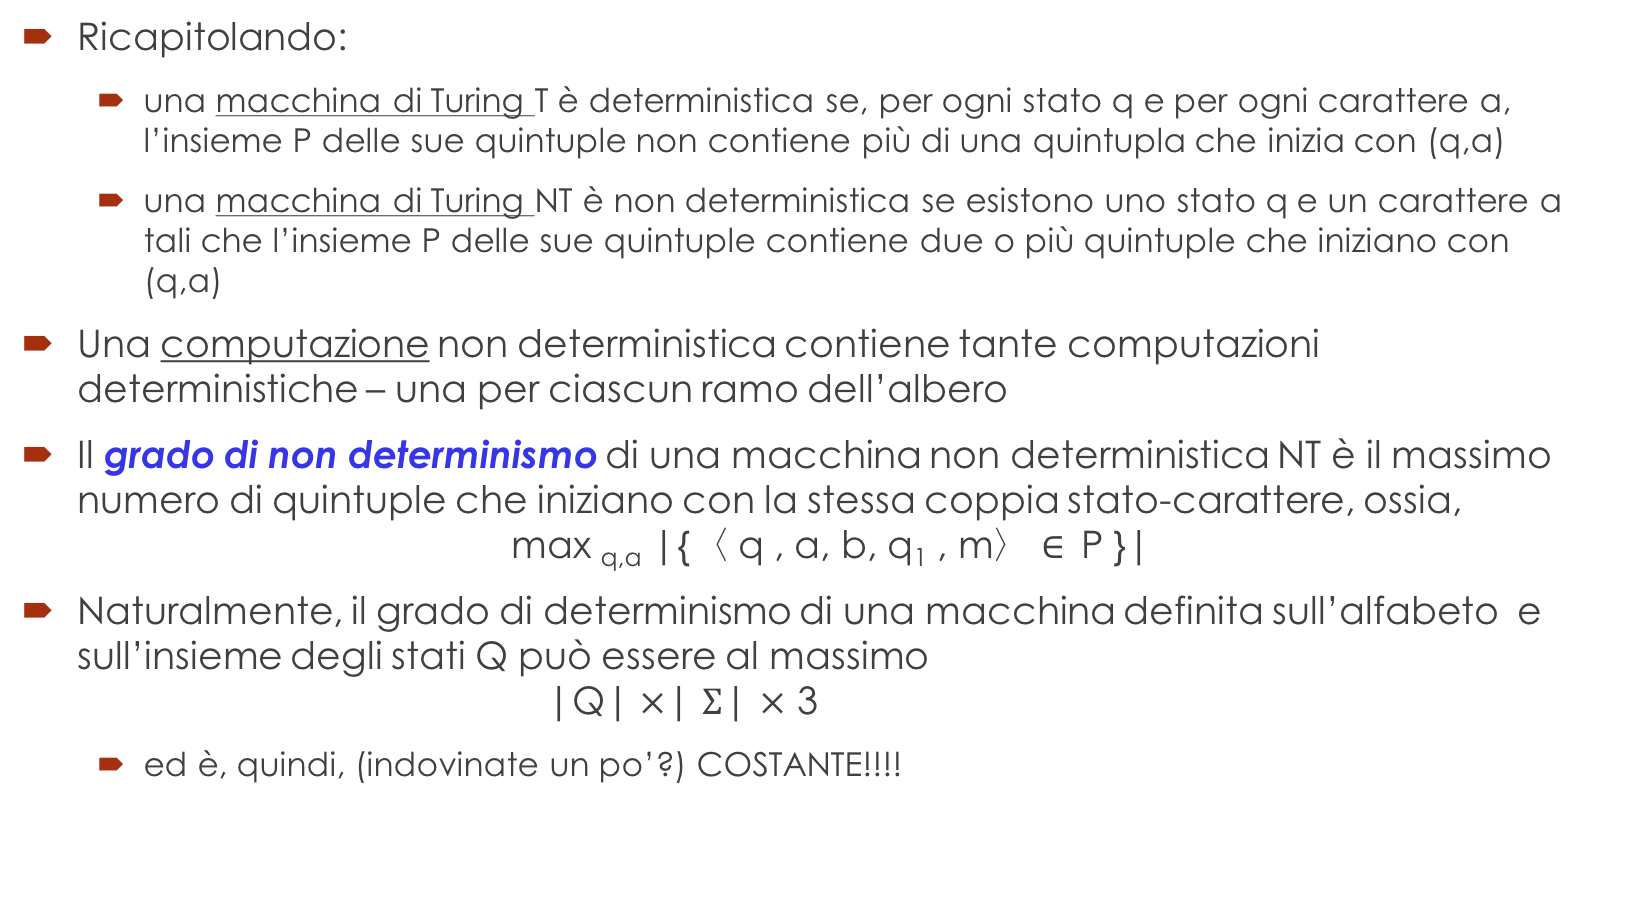 Ricapitolando:
una macchina di Turing T è deterministica se, per ogni stato q e per ogni carattere a,
l’insieme P delle sue quintuple non contiene più di una quintupla che inizia con (q,a)
una macchina di Turing NT è non deterministica se esistono uno stato q e un carattere a
tali che l’insieme P delle sue quintuple contiene due o più quintuple che iniziano con
(q,a)
Una computazione non deterministica contiene tante computazioni
deterministiche – una per ciascun ramo dell’albero
Il grado di non determinismo di una macchina non deterministica NT è il massimo
numero di quintuple che iniziano con la stessa coppia stato-carattere, ossia,
max q,a |{ 〈 q , a, b, q₁ , m〉 ∈ P }|
Naturalmente, il grado di determinismo di una macchina definita sull’alfabeto e
sull’insieme degli stati Q può essere al massimo
|Q| ×| Σ| × 3
ed è, quindi, (indovinate un po’?) COSTANTE!!!!